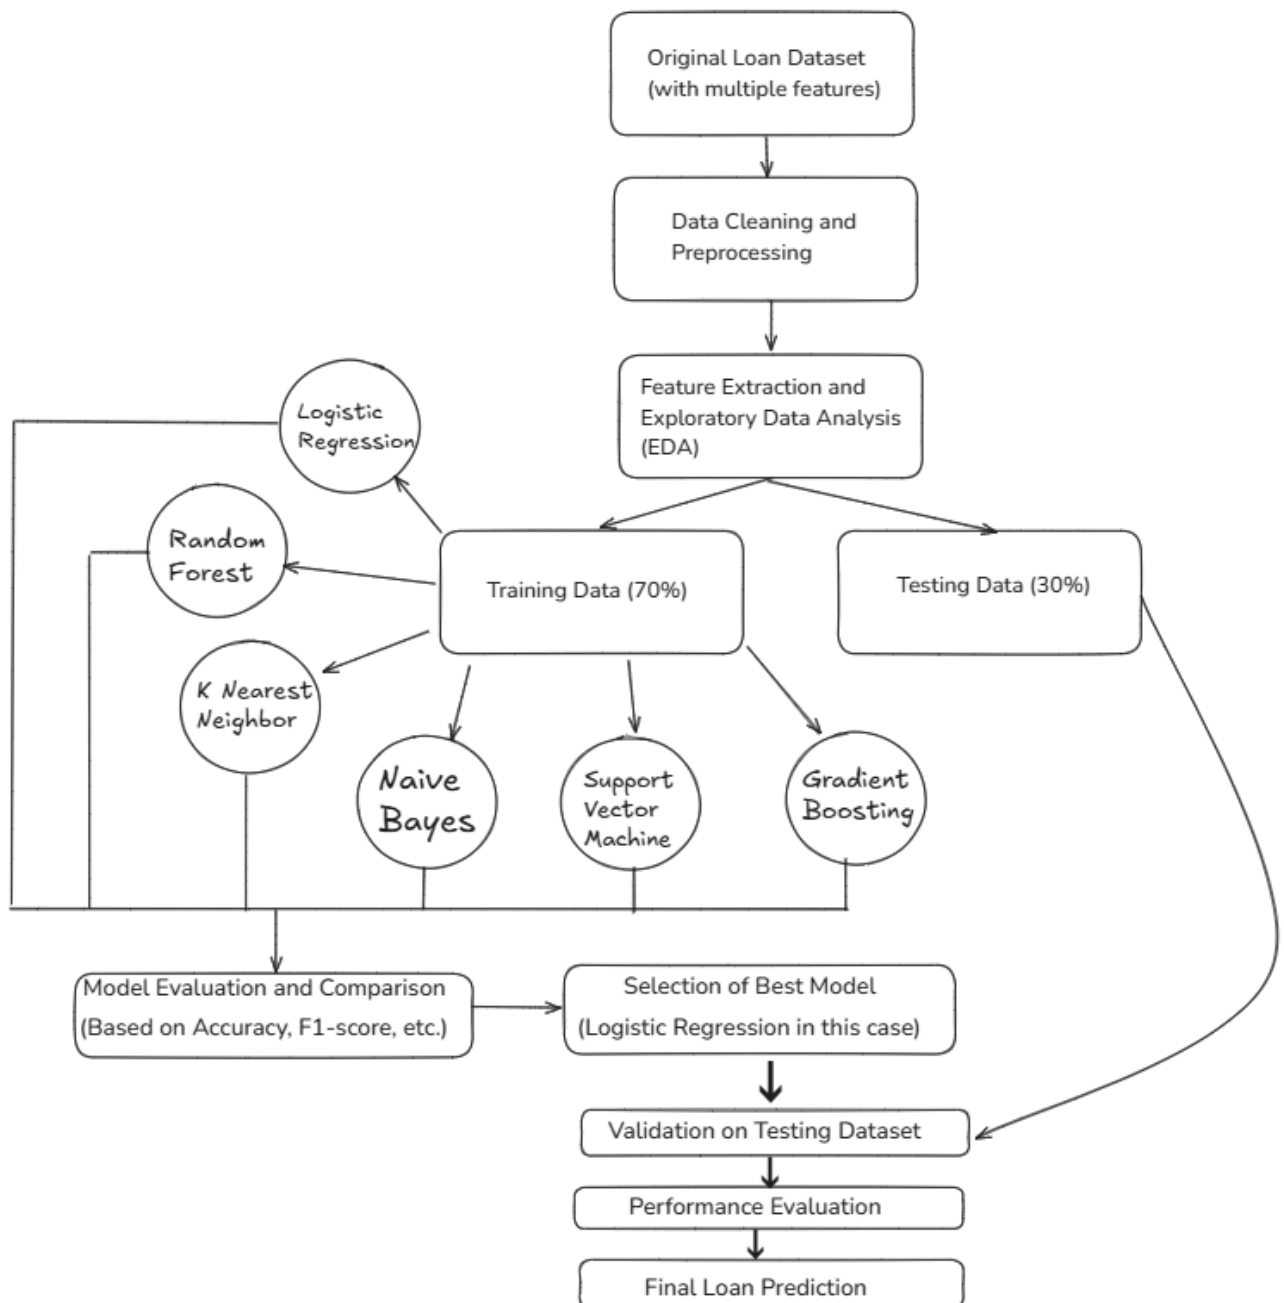 Original Loan Dataset
(with multiple features)
Data Cleaning and
Preprocessing
Feature Extraction and
Exploratory Data Analysis
(EDA)
Logistic
Regression
Random
Forest
Training Data (70%)
Testing Data (30%)
K Nearest
Neighbor
Naive
Bayes
Support
Vector
Machine
Gradient
Boosting
Model Evaluation and Comparison
(Based on Accuracy, F1-score, etc.)
Selection of Best Model
(Logistic Regression in this case)
Validation on Testing Dataset
Performance Evaluation
Final Loan Prediction